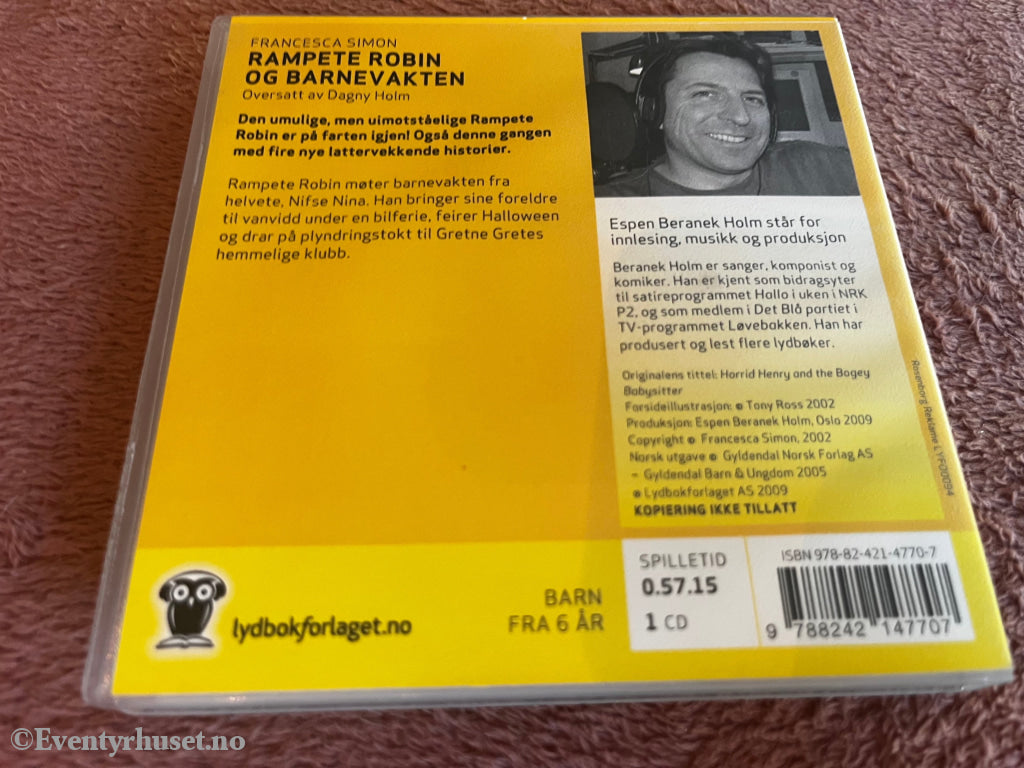 FRANCESCA SIMON
RAMPETE ROBIN
OG BARNEVAKTEN
Oversatt av Dagny Holm
Den umulige, men uimotståelige Rampete
Robin er på farten igjen! Også denne gangen
med fire nye lattervekkende historier.
Rampete Robin møter barnevakten fra
helvete, Nifse Nina. Han bringer sine foreldre
til vanvidd under en bilferie, feirer Halloween
og drar på plyndringstokt til Gretne Gretes
hemmelige klubb.
Espen Beranek Holm står for
innlesing, musikk og produksjon
Beranek Holm er sanger, komponist og
komiker. Han er kjent som bidragsyter
til satireprogrammet Hallo i uken i NRK
P2, og som medlem i Det Blå partiet i
TV-programmet Løvebakken. Han har
produsert og lest flere lydbøker.
Originalens tittel: Horrid Henry and the Bogey
Babysitter
Forsideillustrasjon: © Tony Ross 2002
Produksjon: Espen Beranek Holm, Oslo 2009
Copyright © Francesca Simon, 2002
Norsk utgave © Gyldendal Norsk Forlag AS
– Gyldendal Barn & Ungdom 2005
© Lydbokforlaget AS 2009
KOPIERING IKKE TILLATT
Rosenborg Reklame LYF00094
lydbokforlaget.no
BARN
FRA 6 ÅR
SPILLETID
0.57.15
1 CD
ISBN 978-82-421-4770-7
9 788242 147707
©Eventyrhuset.no